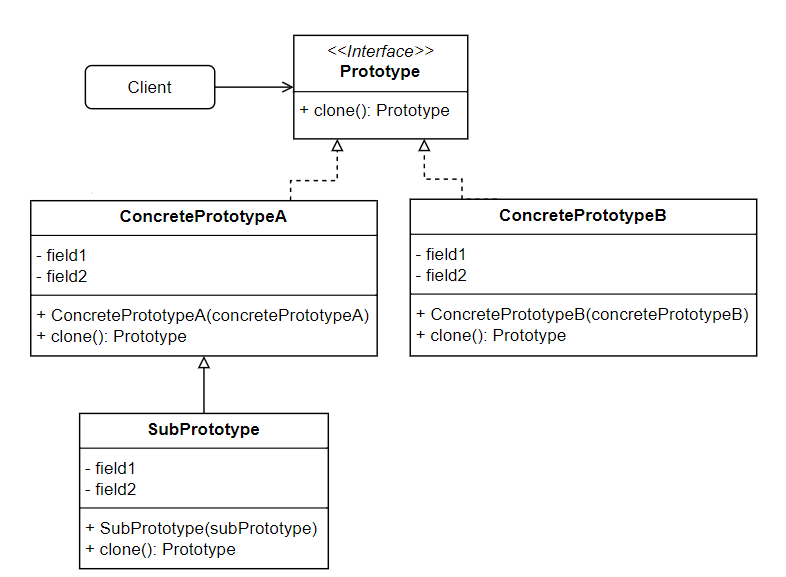 Client
<<Interface>>
Prototype
+ clone(): Prototype
ConcretePrototypeA
- field1
- field2
+ ConcretePrototypeA(concretePrototypeA)
+ clone(): Prototype
ConcretePrototypeB
- field1
- field2
+ ConcretePrototypeB(concretePrototypeB)
+ clone(): Prototype
SubPrototype
- field1
- field2
+ SubPrototype(subPrototype)
+ clone(): Prototype